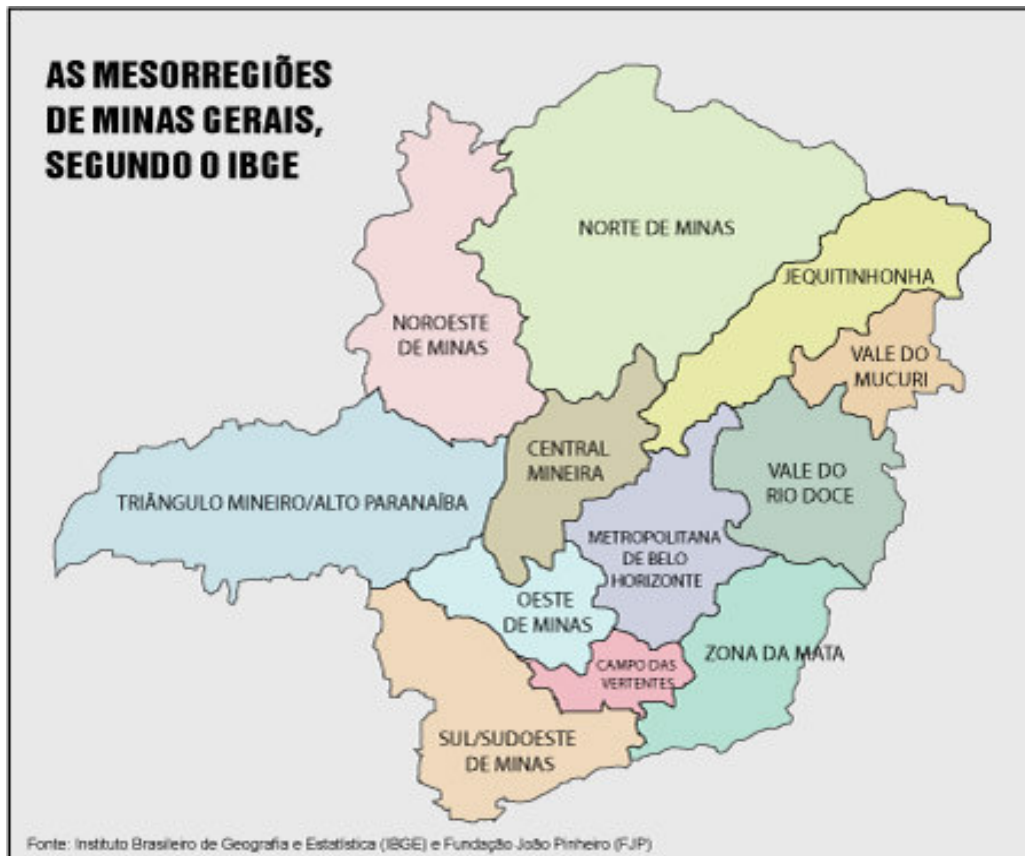 AS MESORREGIÕES
DE MINAS GERAIS,
SEGUNDO O IBGE
NORTE DE MINAS
JEQUITINHONHA
NOROESTE
DE MINAS
VALE DO
MUCURI
CENTRAL
MINEIRA
VALE DO
RIO DOCE
TRIÂNGULO MINEIRO/ALTO PARANAÍBA
METROPOLITANA
DE BELO
HORIZONTE
OESTE
DE MINAS
ZONA DA MATA
CAMPO DAS
VERTENTES
SUL/SUDOESTE
DE MINAS
Fonte: Instituto Brasileiro de Geografia e Estatística (IBGE) e Fundação João Pinheiro (FJP)